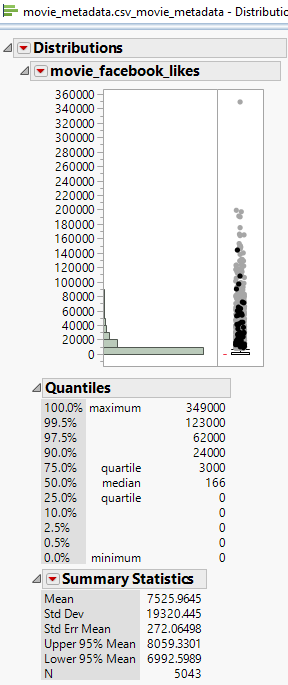 movie_metadata.csv_movie_metadata - Distributio
Distributions
movie_facebook_likes
360000
340000
320000
300000
280000
260000
240000
220000
200000
180000
160000
140000
120000
100000
80000
60000
40000
20000
0
Quantiles
100.0% maximum 349000
99.5% 123000
97.5% 62000
90.0% 24000
75.0% quartile 3000
50.0% median 166
25.0% quartile 0
10.0% 0
2.5% 0
0.5% 0
0.0% minimum 0
Summary Statistics
Mean 7525.9645
Std Dev 19320.445
Std Err Mean 272.06498
Upper 95% Mean 8059.3301
Lower 95% Mean 6992.5989
N 5043